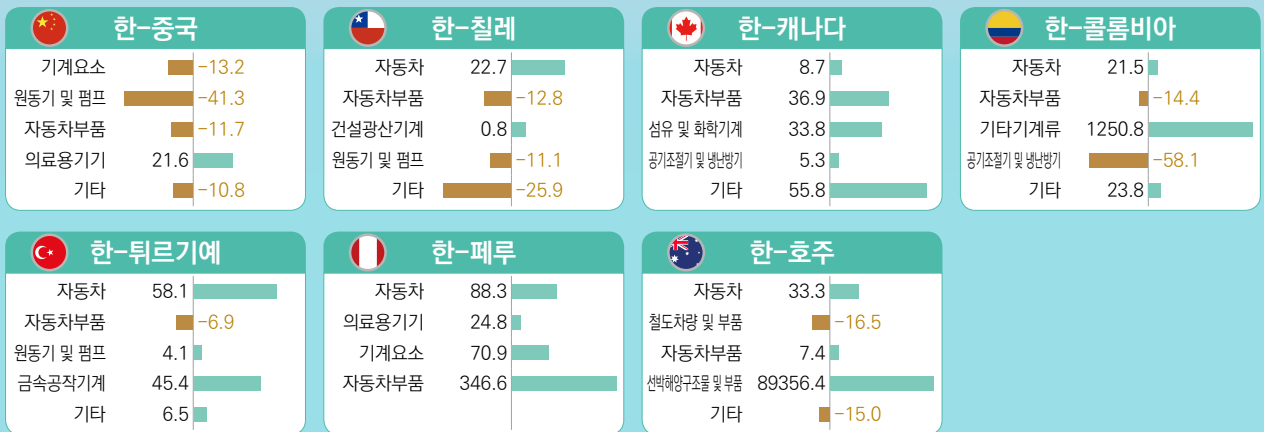 한-중국
기계요소 -13.2
원동기 및 펌프 -41.3
자동차부품 -11.7
의료용기기 21.6
기타 -10.8
한-칠레
자동차 22.7
자동차부품 -12.8
건설광산기계 0.8
원동기 및 펌프 -11.1
기타 -25.9
한-캐나다
자동차 8.7
자동차부품 36.9
섬유 및 화학기계 33.8
공기조절기 및 냉난방기 5.3
기타 55.8
한-콜롬비아
자동차 21.5
자동차부품 -14.4
기타기계류 1250.8
공기조절기 및 냉난방기 -58.1
기타 23.8
한-튀르기예
자동차 58.1
자동차부품 -6.9
원동기 및 펌프 4.1
금속공작기계 45.4
기타 6.5
한-페루
자동차 88.3
의료용기기 24.8
기계요소 70.9
자동차부품 346.6
한-호주
자동차 33.3
철도차량 및 부품 -16.5
자동차부품 7.4
선박해양구조물 및 부품 89356.4
기타 -15.0